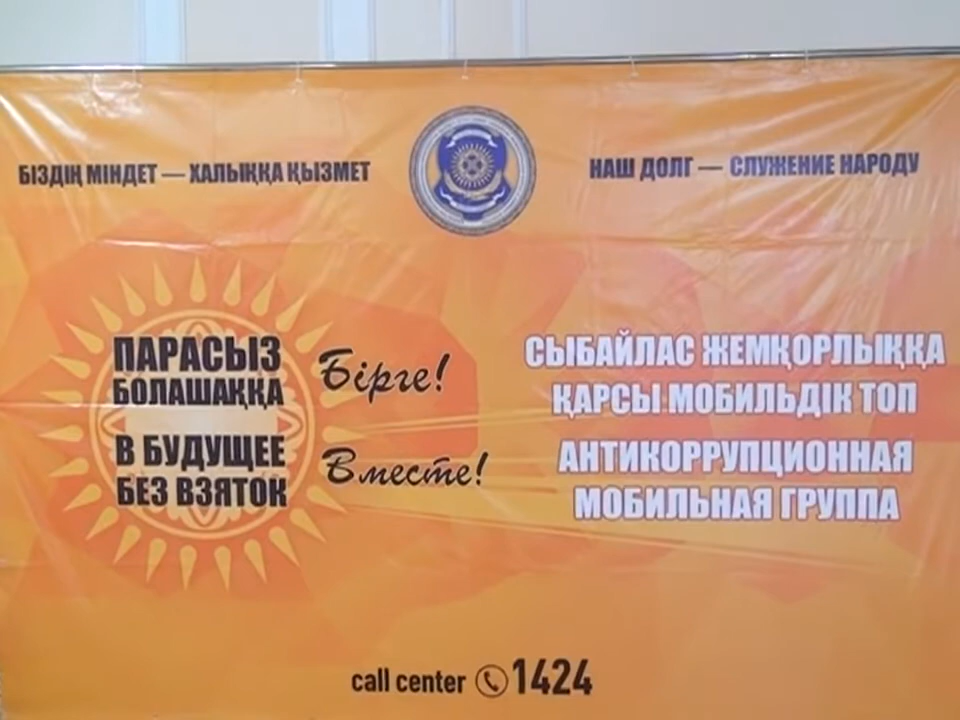 БІЗДІҢ МІНДЕТ — ХАЛЫҚҚА ҚЫЗМЕТ
НАШ ДОЛГ — СЛУЖЕНИЕ НАРОДУ
ПАРАСЫЗ
БОЛАШАҚҚА
Бірге!
В БУДУЩЕЕ
БЕЗ ВЗЯТОК
Вместе!
СЫБАЙЛАС ЖЕМҚОРЛЫҚҚА
ҚАРСЫ МОБИЛЬДІК ТОП
АНТИКОРРУПЦИОННАЯ
МОБИЛЬНАЯ ГРУППА
call center 1424